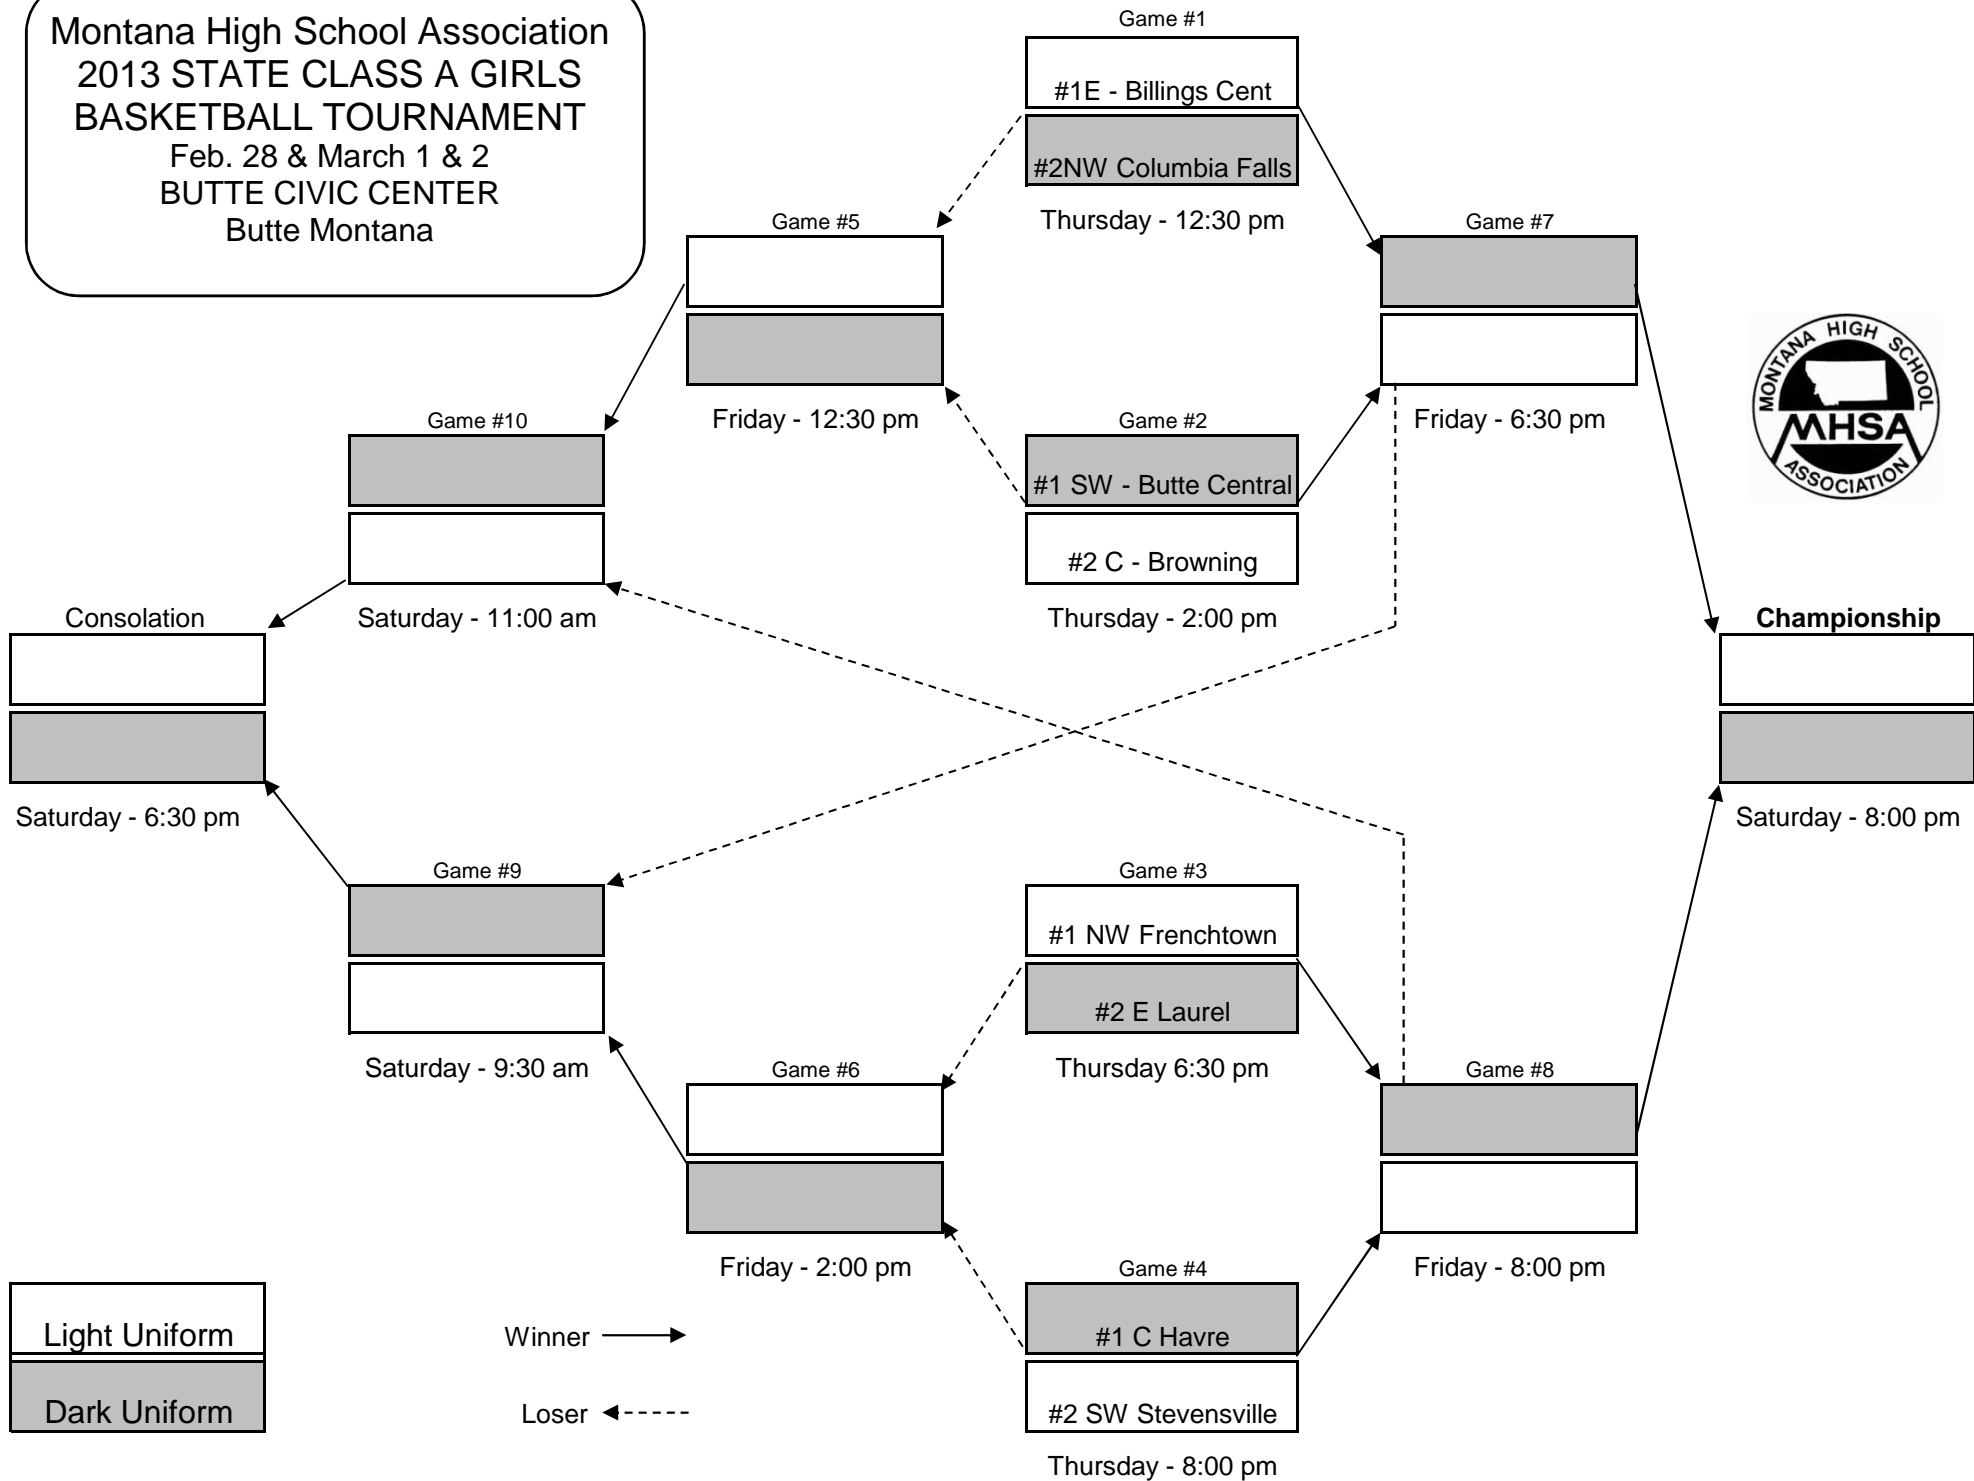 Montana High School Association
2013 STATE CLASS A GIRLS
BASKETBALL TOURNAMENT
Feb. 28 & March 1 & 2
BUTTE CIVIC CENTER
Butte Montana
Game #1
#1E - Billings Cent
#2NW Columbia Falls
Thursday - 12:30 pm
Game #5
Friday - 12:30 pm
Game #7
Friday - 6:30 pm
MONTANA HIGH SCHOOL
MHSA
ASSOCIATION
Game #10
Saturday - 11:00 am
Game #2
#1 SW - Butte Central
#2 C - Browning
Thursday - 2:00 pm
Consolation
Saturday - 6:30 pm
Championship
Saturday - 8:00 pm
Game #9
Saturday - 9:30 am
Game #3
#1 NW Frenchtown
#2 E Laurel
Thursday 6:30 pm
Game #6
Friday - 2:00 pm
Game #8
Friday - 8:00 pm
Game #4
#1 C Havre
#2 SW Stevensville
Thursday - 8:00 pm
Light Uniform
Dark Uniform
Winner
Loser